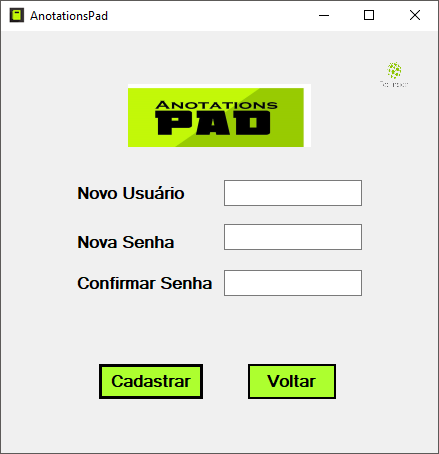 AnotationsPad
Anotations
PAD
Novo Usuário
Nova Senha
Confirmar Senha
Cadastrar
Voltar